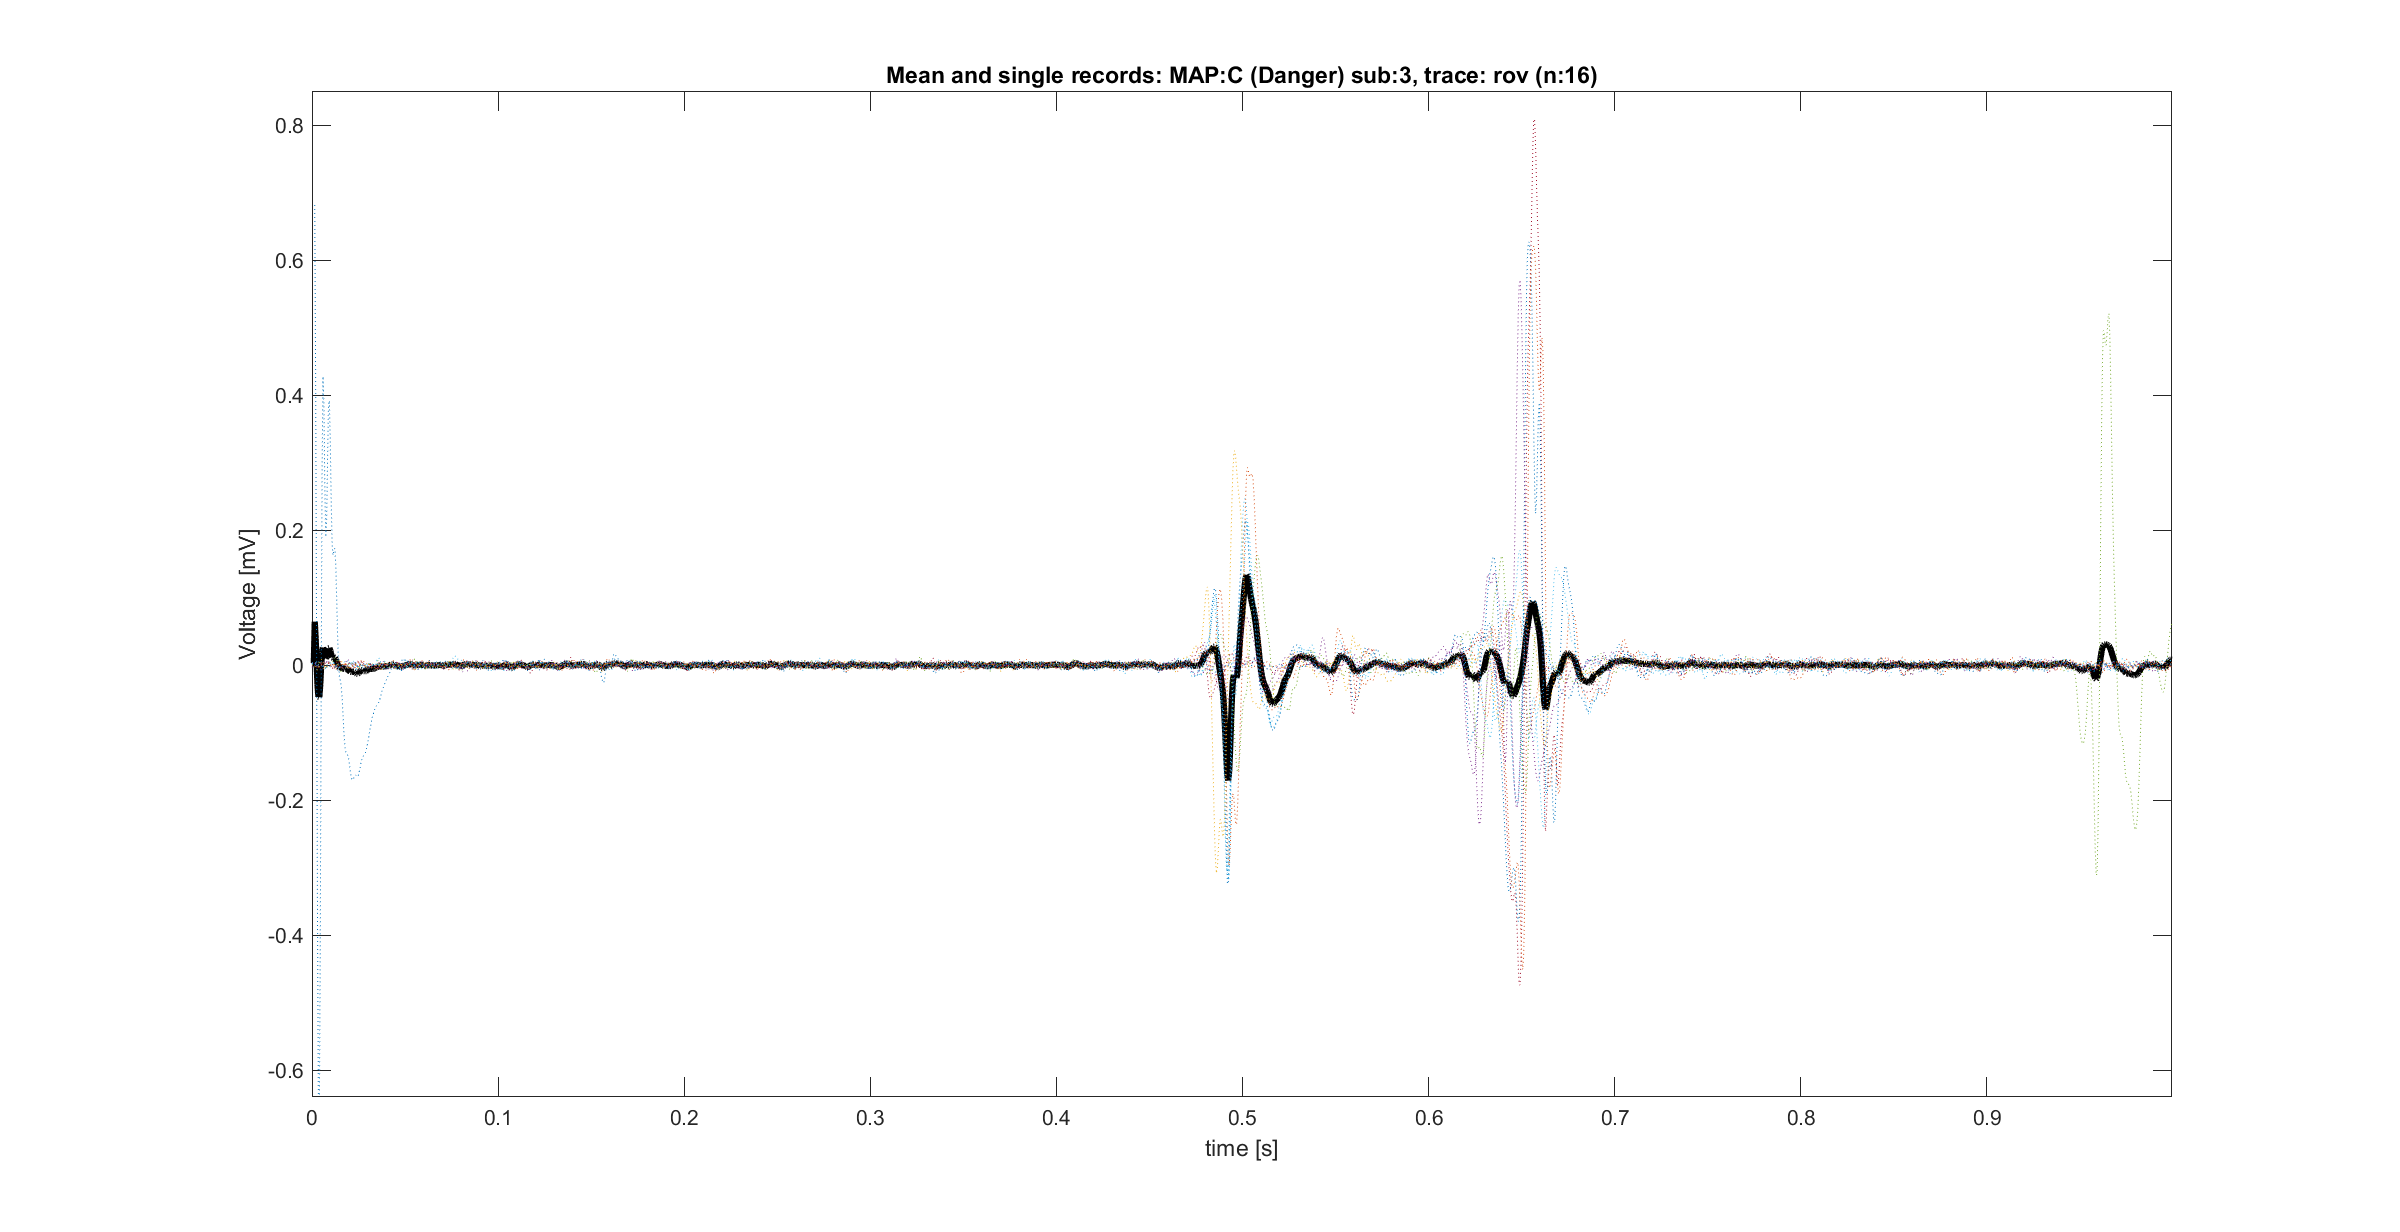 Mean and single records: MAP:C (Danger) sub:3, trace: rov (n:16)
0.8
0.6
0.4
0.2
0
-0.2
-0.4
-0.6
Voltage [mV]
0 0.1 0.2 0.3 0.4 0.5 0.6 0.7 0.8 0.9
time [s]